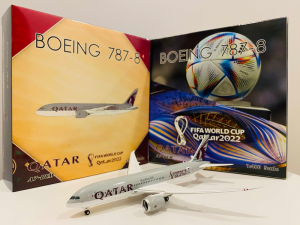 BOEING 787-8
QATAR
QATAR
FIFA WORLD CUP
Qatar2022
BOEING 787-8
FIFA WORLD CUP
Qatar2022
QATAR